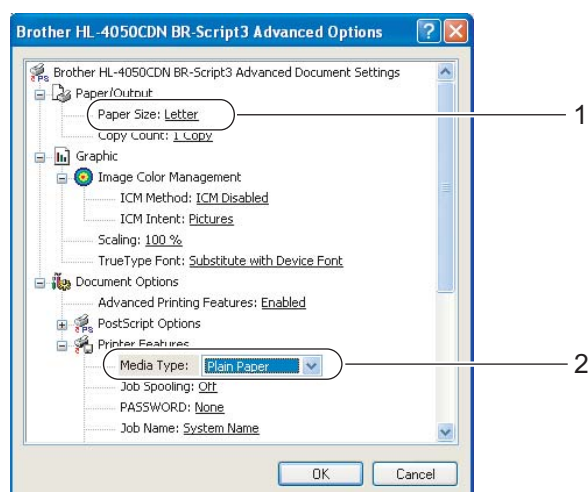 Brother HL-4050CDN BR-Script3 Advanced Options
Brother HL-4050CDN BR-Script3 Advanced Document Settings
Paper/Output
Paper Size: Letter
1
Copy Count: 1 Copy
Graphic
Image Color Management
ICM Method: ICM Disabled
ICM Intent: Pictures
Scaling: 100 %
TrueType Font: Substitute with Device Font
Document Options
Advanced Printing Features: Enabled
PS PostScript Options
Printer Features
Media Type: Plain Paper
2
Job Spooling: Off
PASSWORD: None
Job Name: System Name
OK Cancel